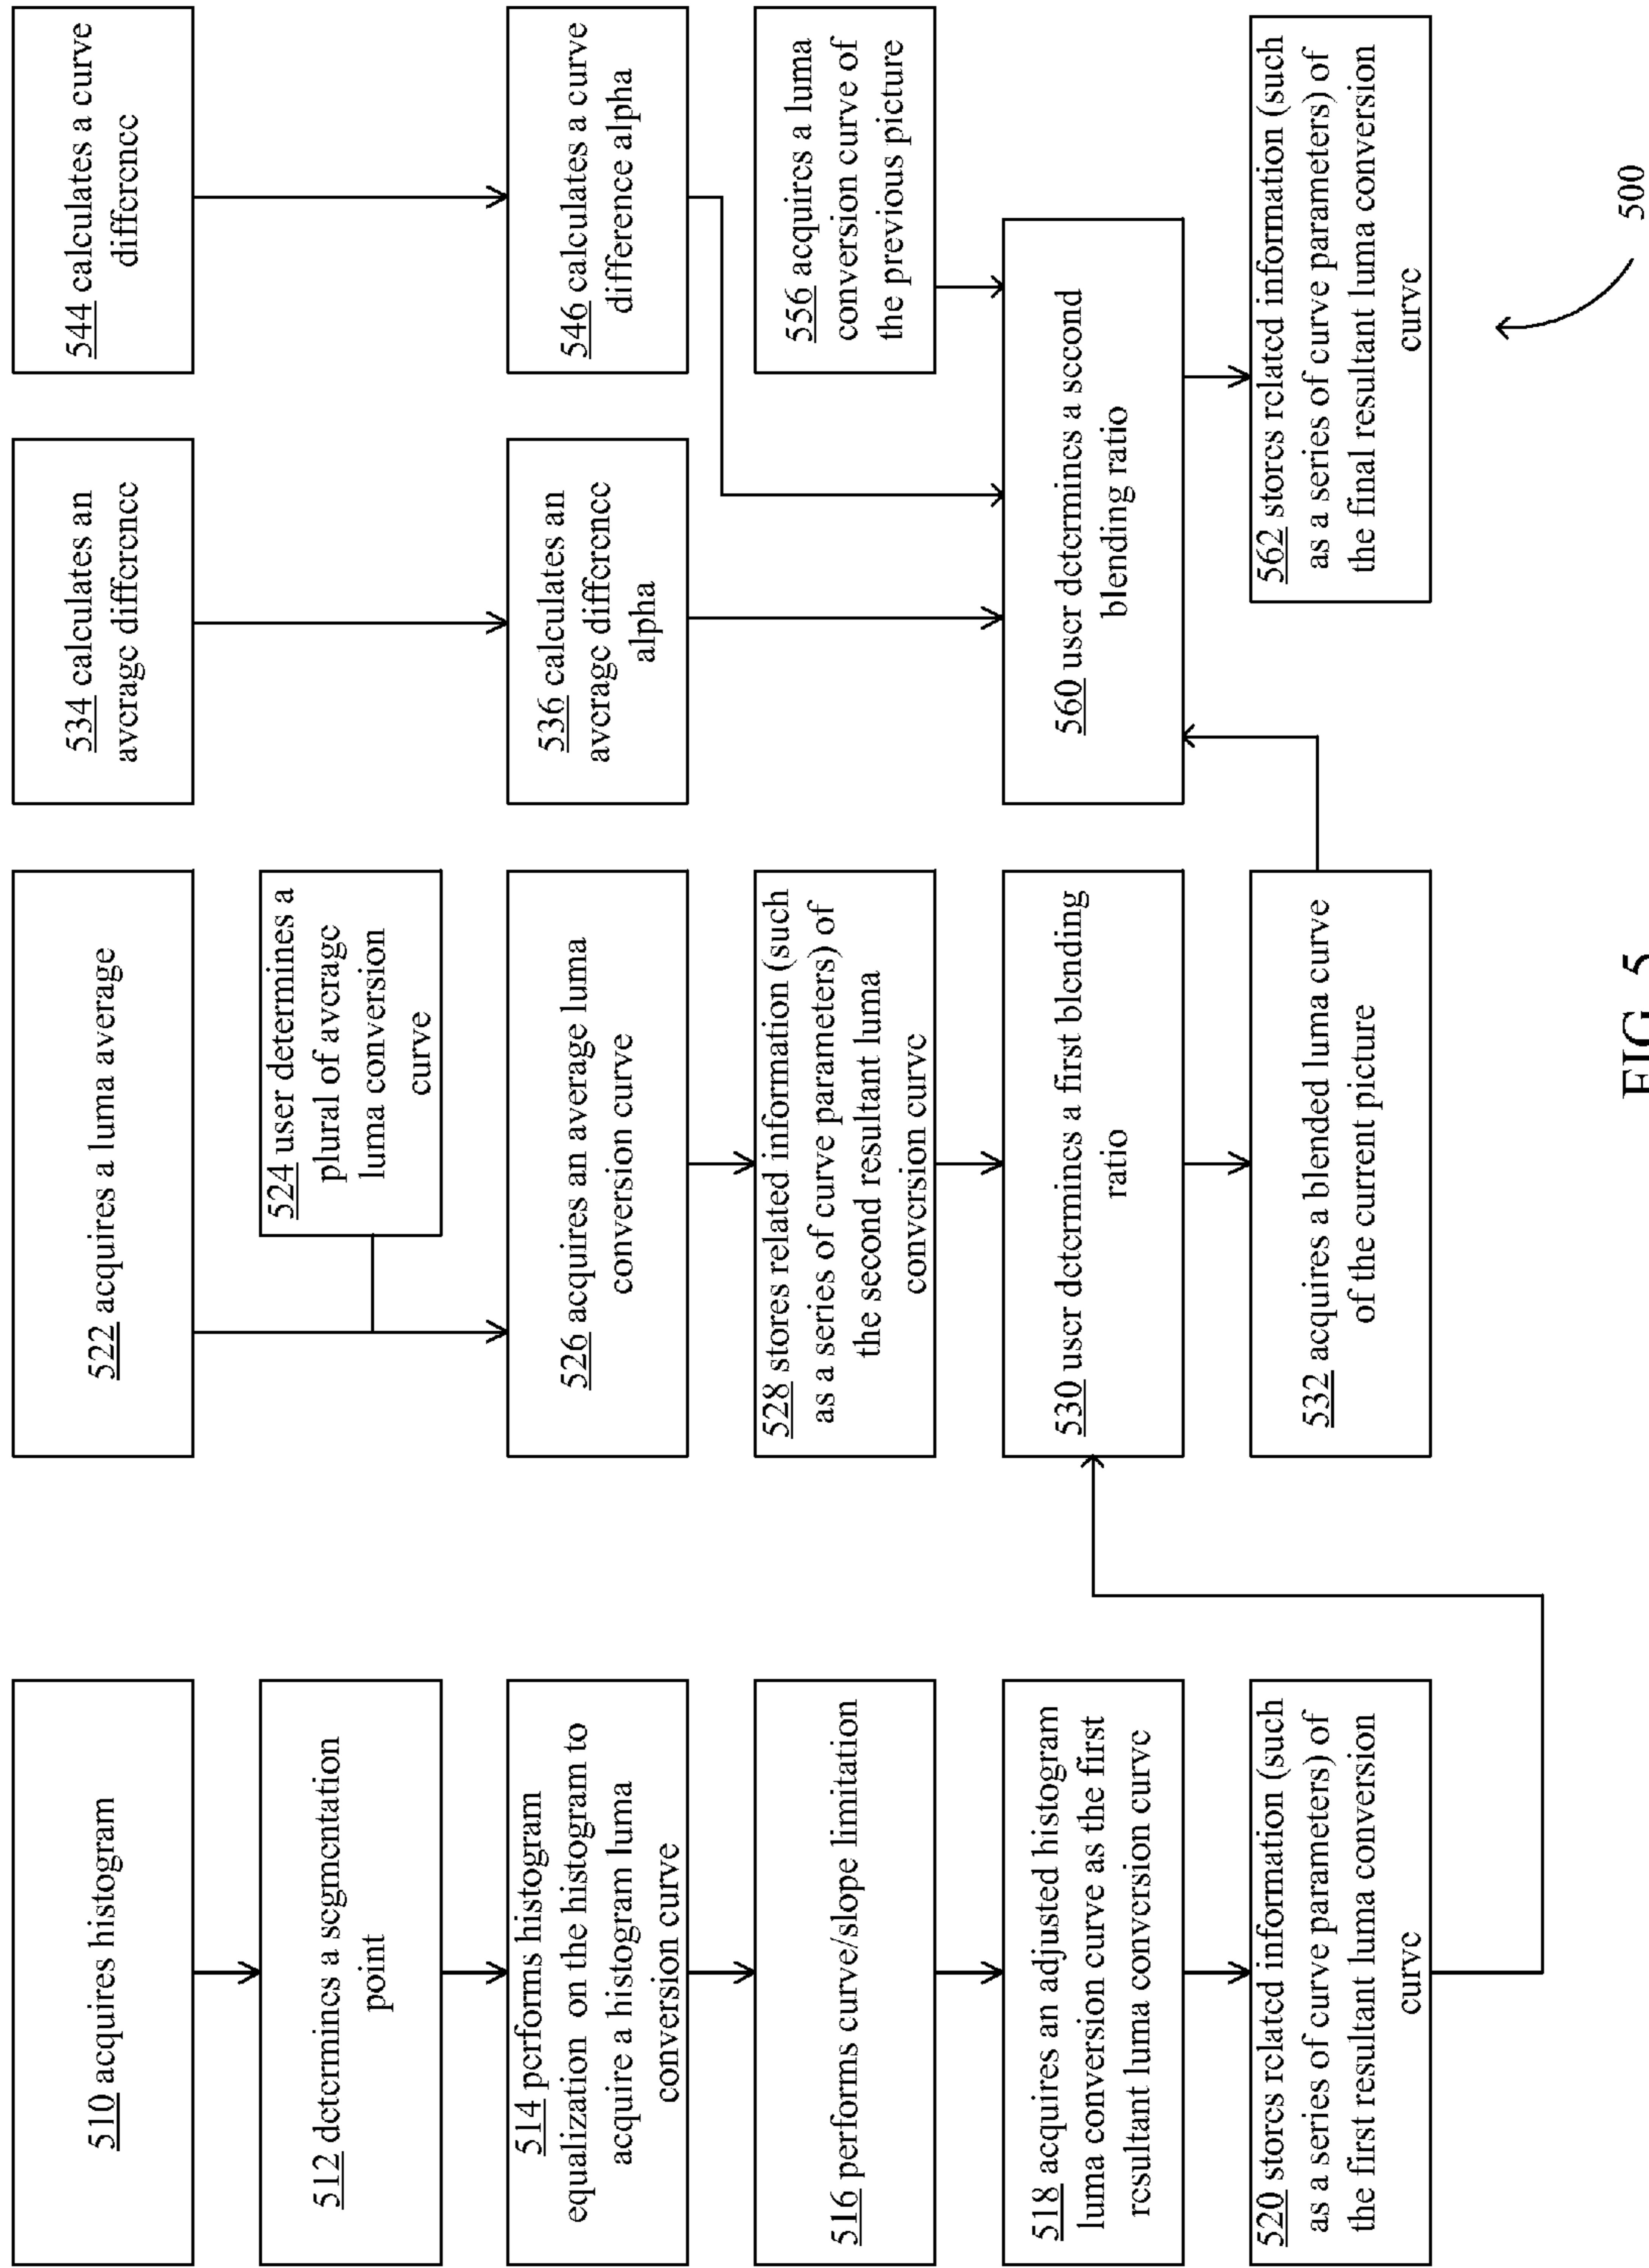 510 acquires histogram
512 determines a segmentation
point
514 performs histogram
equalization on the histogram to
acquire a histogram luma
conversion curve
516 performs curve/slope limitation
518 acquires an adjusted histogram
luma conversion curve as the first
resultant luma conversion curve
520 stores related information (such
as a series of curve parameters) of
the first resultant luma conversion
curve
522 acquires a luma average
524 user determines a
plural of average
luma conversion
curve
526 acquires an average luma
conversion curve
528 stores related information (such
as a series of curve parameters) of
the second resultant luma
conversion curve
530 user determines a first blending
ratio
532 acquires a blended luma curve
of the current picture
534 calculates an
average difference
536 calculates an
average difference
alpha
544 calculates a curve
difference
546 calculates a curve
difference alpha
556 acquires a luma
conversion curve of
the previous picture
560 user determines a second
blending ratio
562 stores related information (such
as a series of curve parameters) of
the final resultant luma conversion
curve
500
FIG. 5